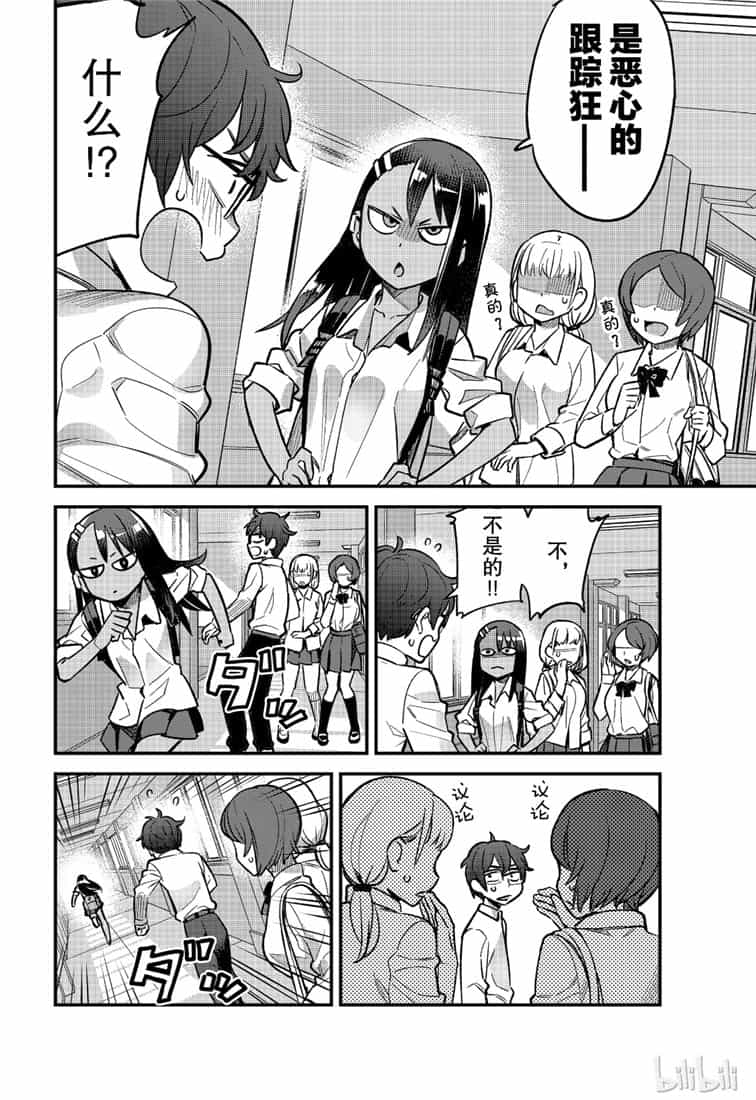 是恶心的
跟踪狂——
什么!?
真的？
真的？
不，
不是的!!
ダッ
议论
议论
ダッ
bilibili